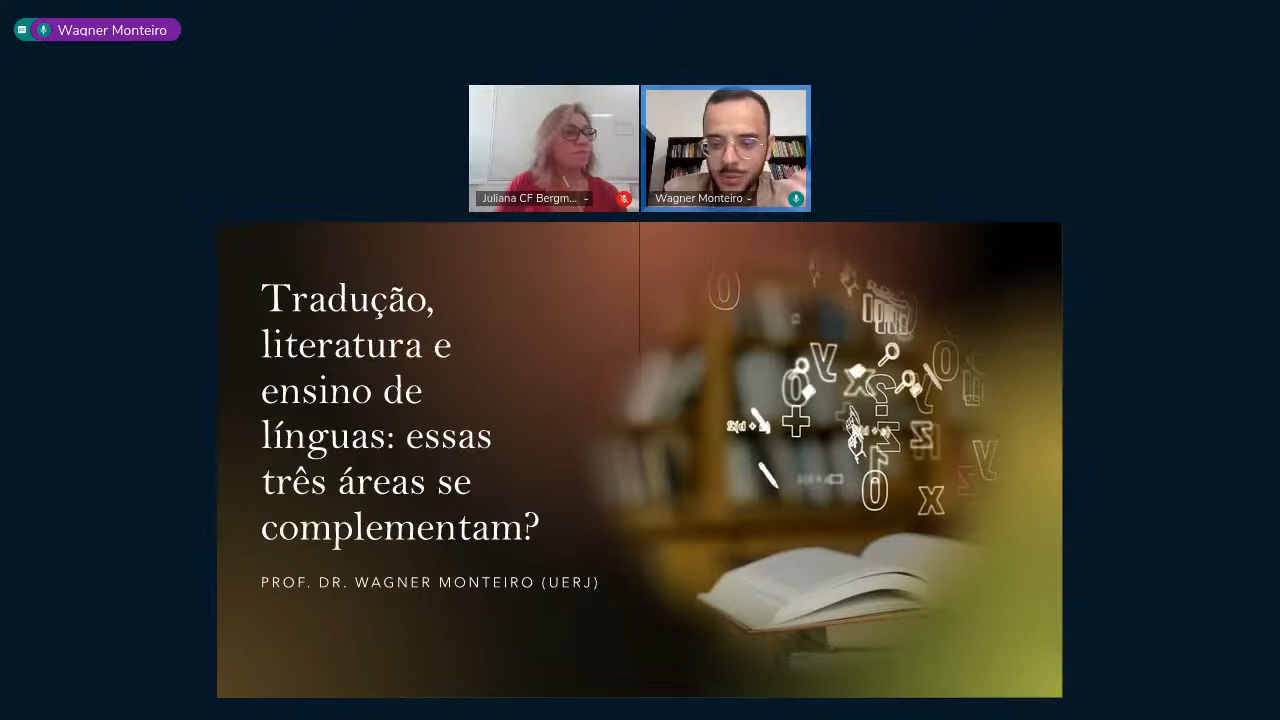 Wagner Monteiro
Juliana CF Bergm...
Wagner Monteiro
Tradução,
literatura e
ensino de
línguas: essas
três áreas se
complementam?
PROF. DR. WAGNER MONTEIRO (UERJ)